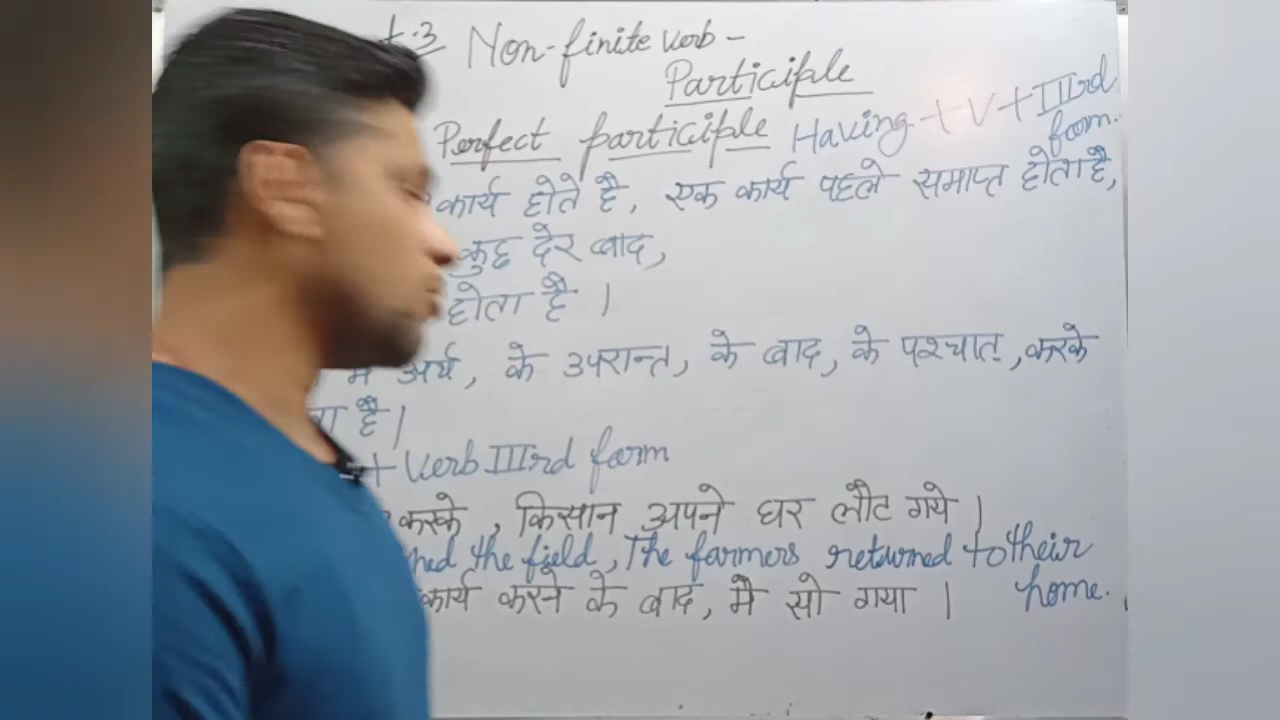 t.3 Non-finite verb -
Participle
Perfect participle Having + V + IIIrd form.
कार्य होते है, एक कार्य पहले समाप्त होता है,
कुछ देर बाद,
होता है ।
में अर्थ, के उपरान्त, के बाद, के पश्चात्, करके
है।
+ Verb IIIrd form
करके, किसान अपने घर लौट गये ।
the field, The farmers returned to their home.
कार्य करने के बाद, मै सो गया ।